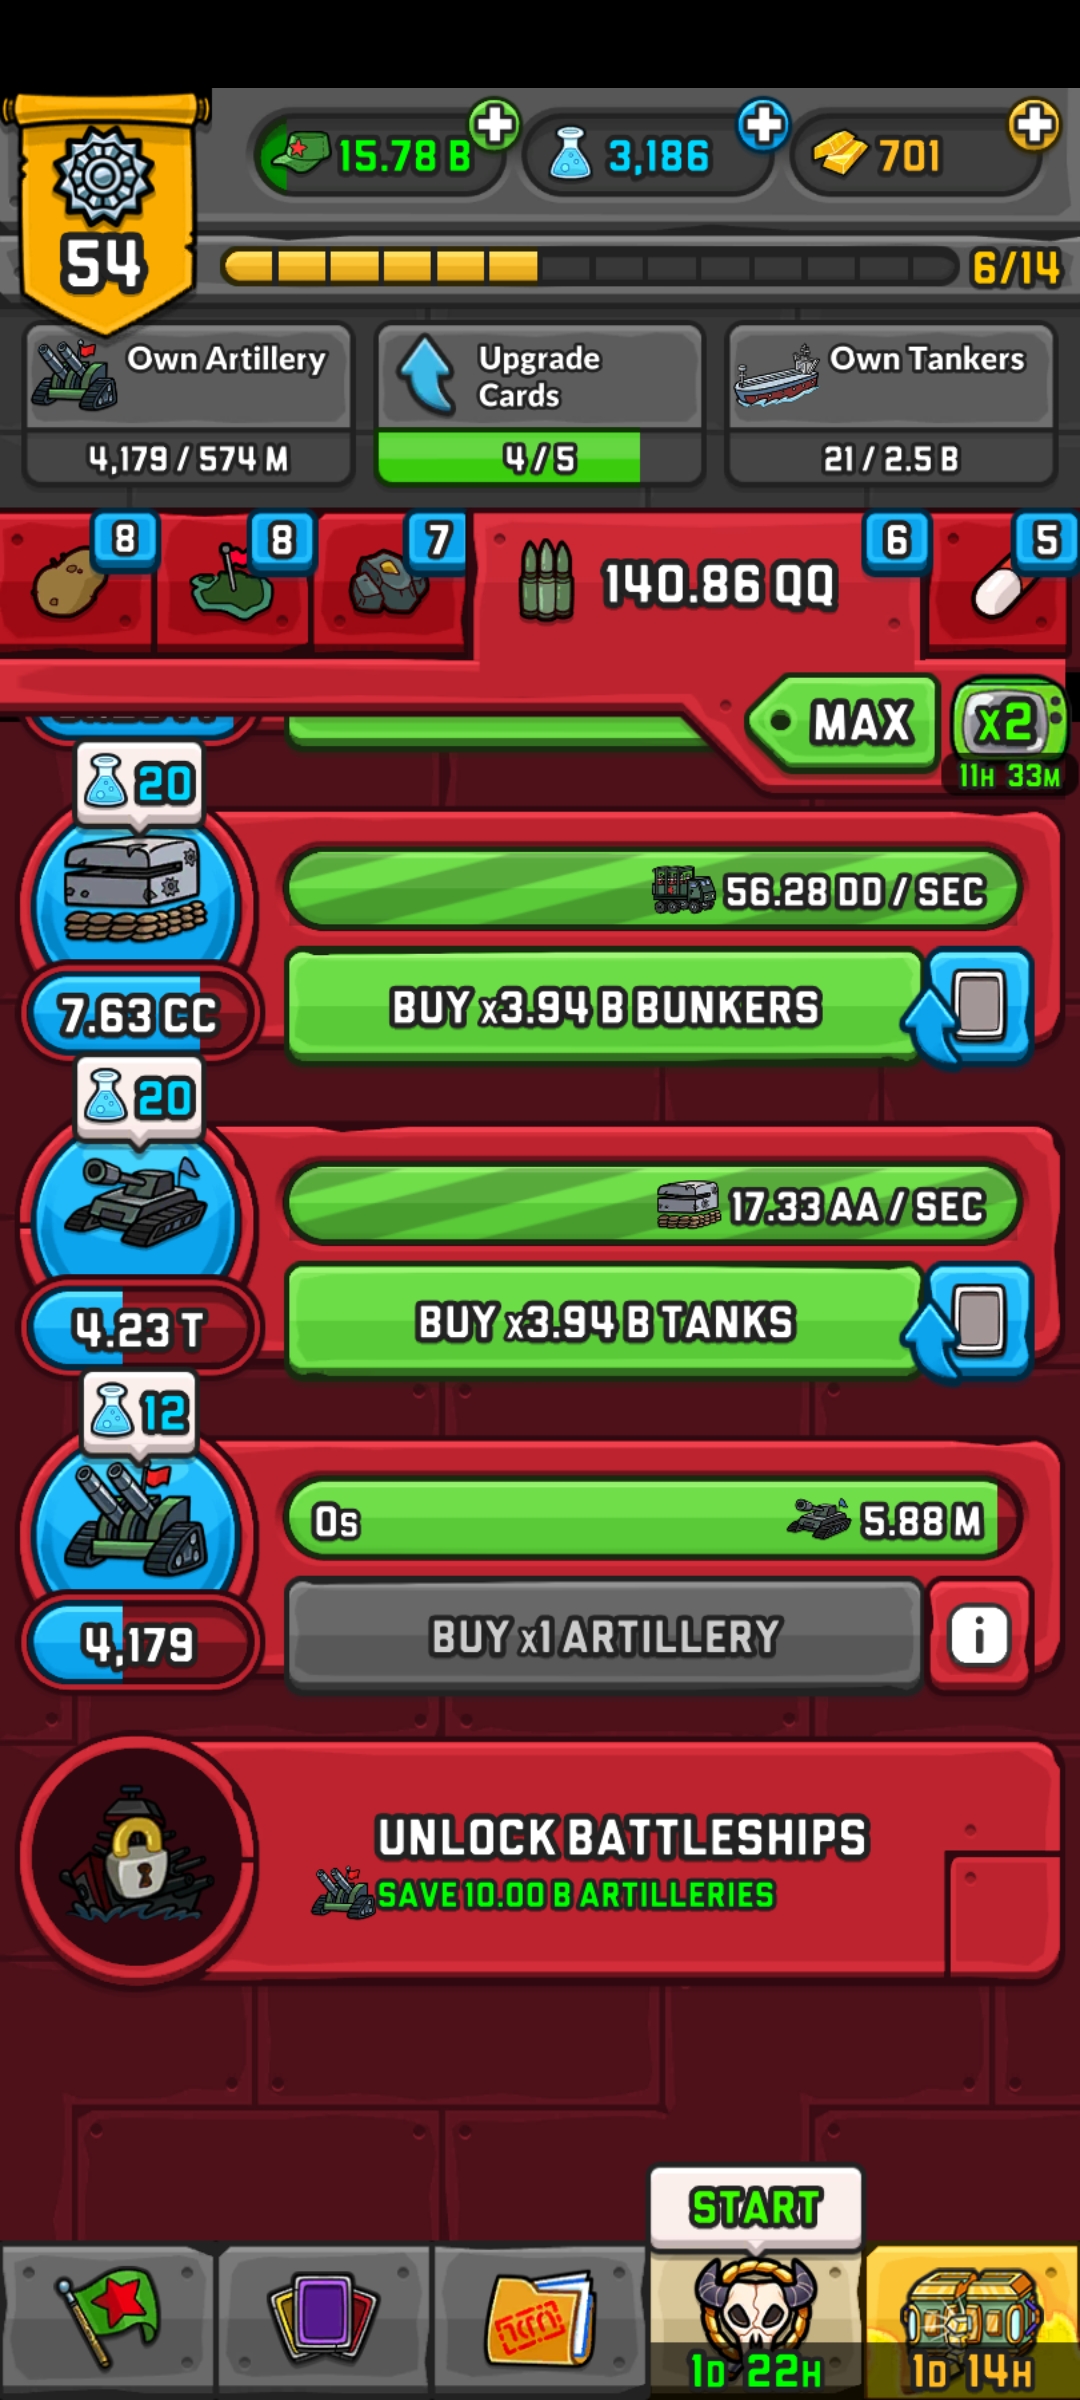 15.78 B
3,186
701
54
6/14
Own Artillery
4,179 / 574 M
Upgrade
Cards
4 / 5
Own Tankers
21 / 2.5 B
8
8
7
140.86 QQ
6
5
MAX
x2
11H 33M
20
56.28 DD / SEC
7.63 CC
BUY x3.94 B BUNKERS
20
17.33 AA / SEC
4.23 T
BUY x3.94 B TANKS
12
0s
5.88 M
4,179
BUY x1 ARTILLERY
i
UNLOCK BATTLESHIPS
SAVE 10.00 B ARTILLERIES
START
1D 22H
1D 14H